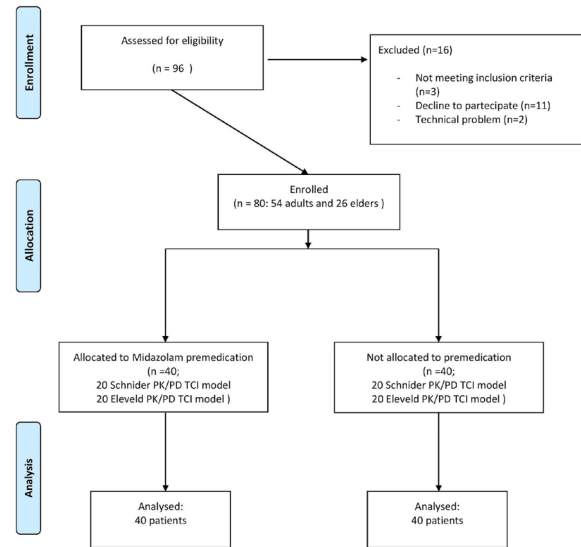 Enrollment
Assessed for eligibility
(n = 96 )
Excluded (n=16)
- Not meeting inclusion criteria
(n=3)
- Decline to partecipate (n=11)
- Technical problem (n=2)
Allocation
Enrolled
(n = 80: 54 adults and 26 elders )
Allocated to Midazolam premedication
(n =40;
20 Schnider PK/PD TCI model
20 Eleveld PK/PD TCI model )
Not allocated to premedication
(n =40;
20 Schnider PK/PD TCI model
20 Eleveld PK/PD TCI model )
Analysis
Analysed:
40 patients
Analysed:
40 patients